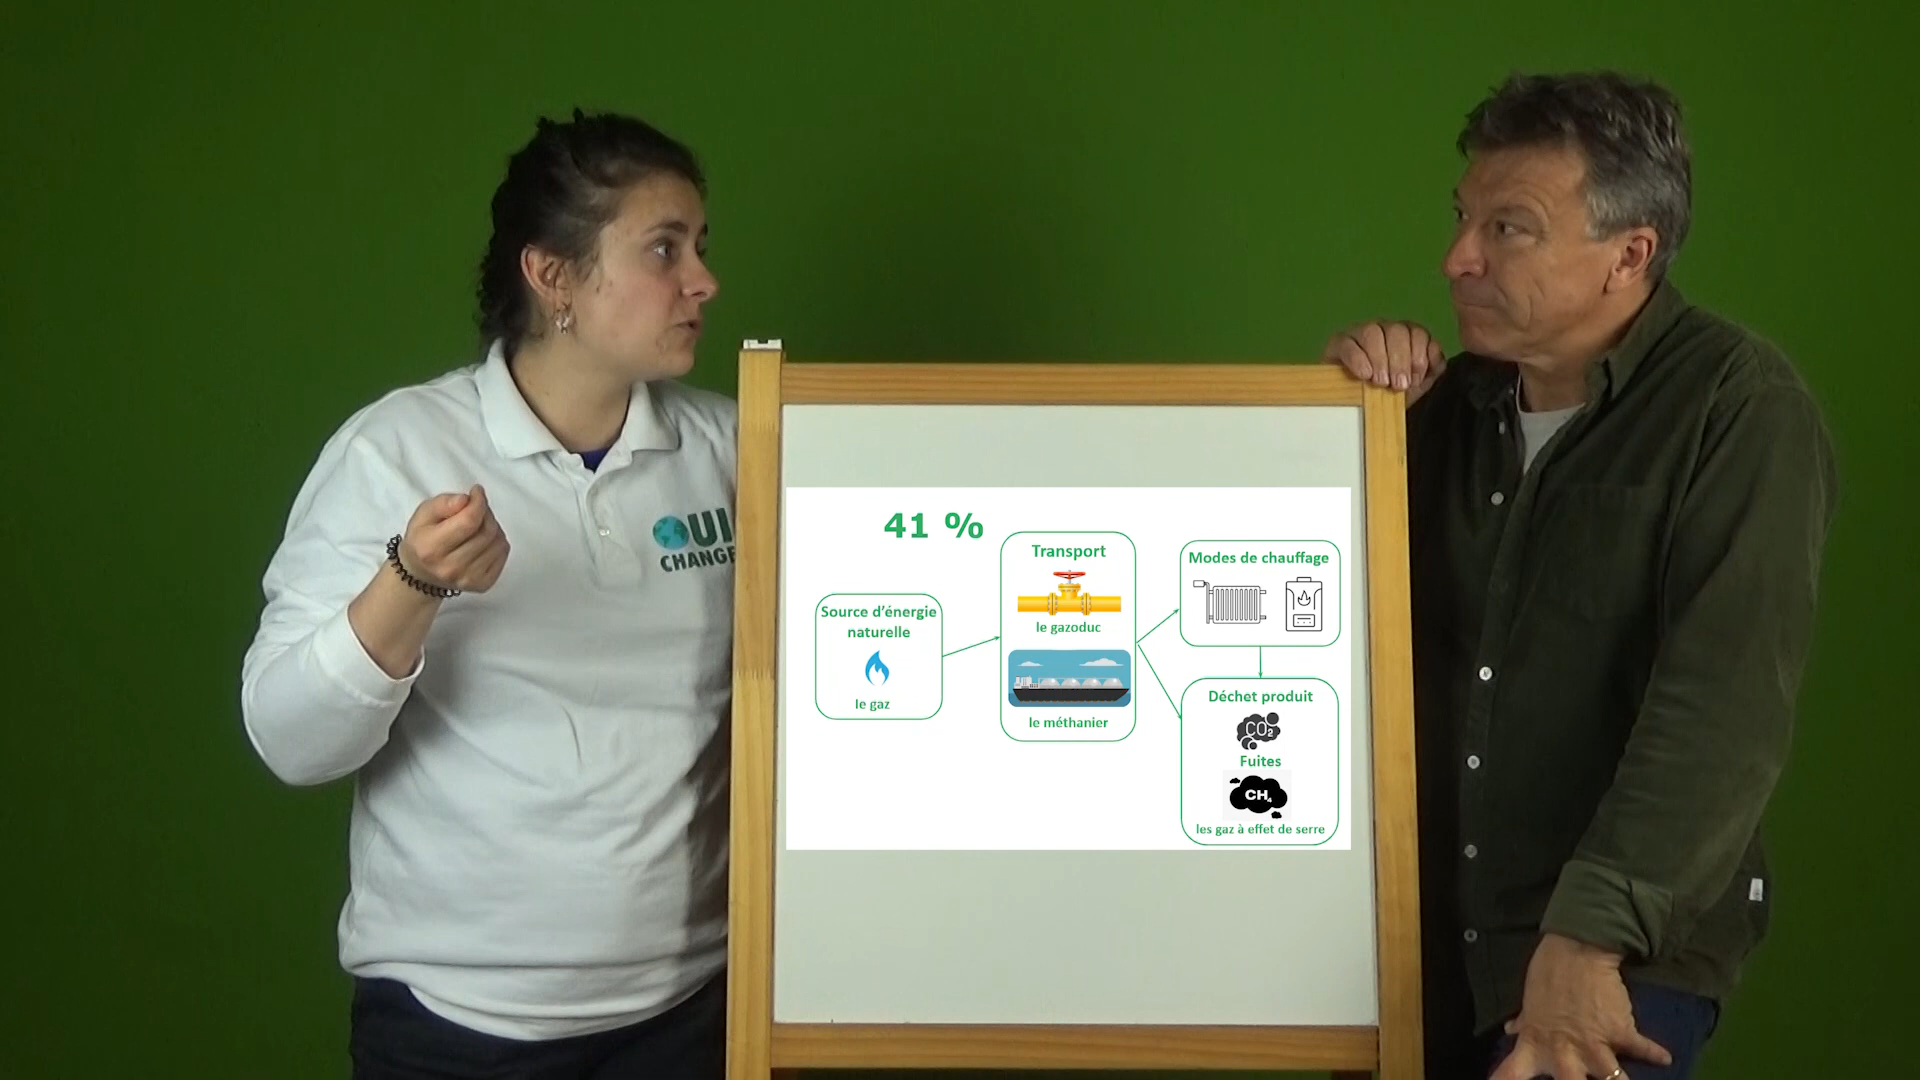 OUI
CHANGE
41 %
Source d'énergie
naturelle
le gaz
Transport
le gazoduc
le méthanier
Modes de chauffage
Déchet produit
CO2
Fuites
CH4
les gaz à effet de serre